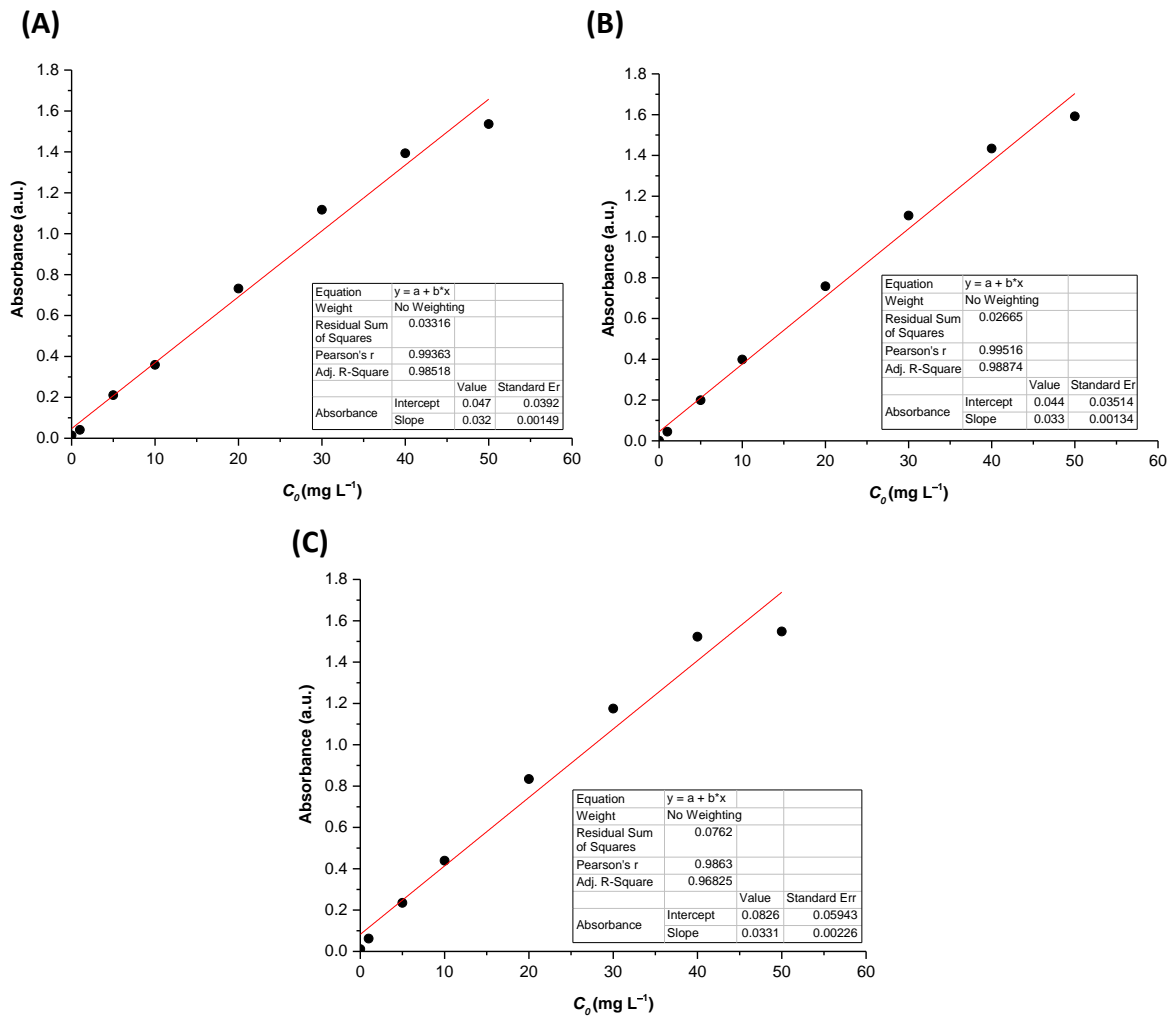 (A)
1.8
1.6
1.4
1.2
1.0
0.8
0.6
0.4
0.2
0.0
Absorbance (a.u.)
0 10 20 30 40 50 60
C₀ (mg L⁻¹)
Equation y = a + b*x
Weight No Weighting
Residual Sum of Squares 0.03316
Pearson's r 0.99363
Adj. R-Square 0.98518
Value Standard Er
Absorbance Intercept 0.047 0.0392
Slope 0.032 0.00149
(B)
1.8
1.6
1.4
1.2
1.0
0.8
0.6
0.4
0.2
0.0
Absorbance (a.u.)
0 10 20 30 40 50 60
C₀ (mg L⁻¹)
Equation y = a + b*x
Weight No Weighting
Residual Sum of Squares 0.02665
Pearson's r 0.99516
Adj. R-Square 0.98874
Value Standard Er
Absorbance Intercept 0.044 0.03514
Slope 0.033 0.00134
(C)
1.8
1.6
1.4
1.2
1.0
0.8
0.6
0.4
0.2
0.0
Absorbance (a.u.)
0 10 20 30 40 50 60
C₀ (mg L⁻¹)
Equation y = a + b*x
Weight No Weighting
Residual Sum of Squares 0.0762
Pearson's r 0.9863
Adj. R-Square 0.96825
Value Standard Err
Absorbance Intercept 0.0826 0.05943
Slope 0.0331 0.00226